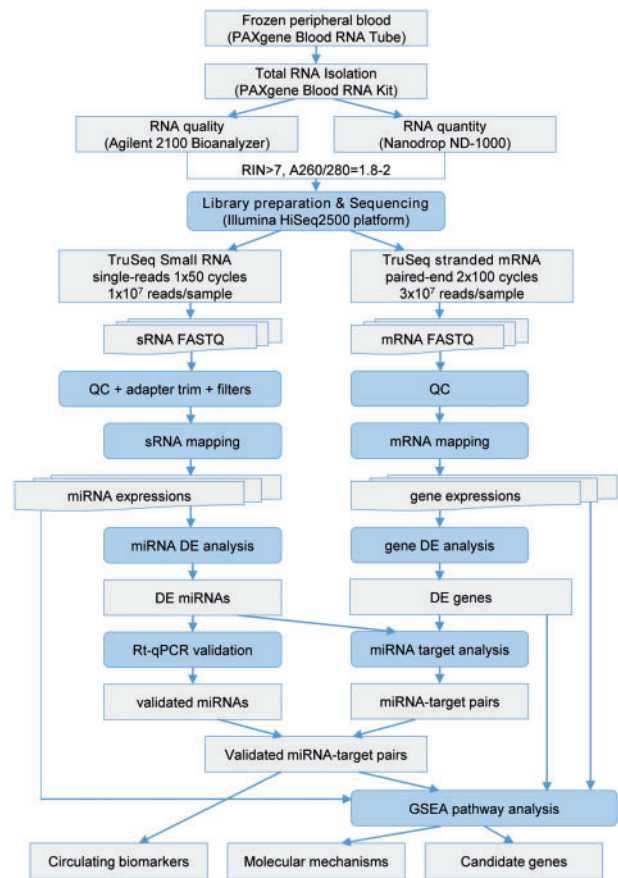 Frozen peripheral blood
(PAXgene Blood RNA Tube)
Total RNA Isolation
(PAXgene Blood RNA Kit)
RNA quality
(Agilent 2100 Bioanalyzer)
RNA quantity
(Nanodrop ND-1000)
RIN>7, A260/280=1.8-2
Library preparation & Sequencing
(Illumina HiSeq2500 platform)
TruSeq Small RNA
single-reads 1x50 cycles
1x10⁷ reads/sample
TruSeq stranded mRNA
paired-end 2x100 cycles
3x10⁷ reads/sample
sRNA FASTQ
mRNA FASTQ
QC + adapter trim + filters
QC
sRNA mapping
mRNA mapping
miRNA expressions
gene expressions
miRNA DE analysis
gene DE analysis
DE miRNAs
DE genes
Rt-qPCR validation
miRNA target analysis
validated miRNAs
miRNA-target pairs
Validated miRNA-target pairs
GSEA pathway analysis
Circulating biomarkers
Molecular mechanisms
Candidate genes